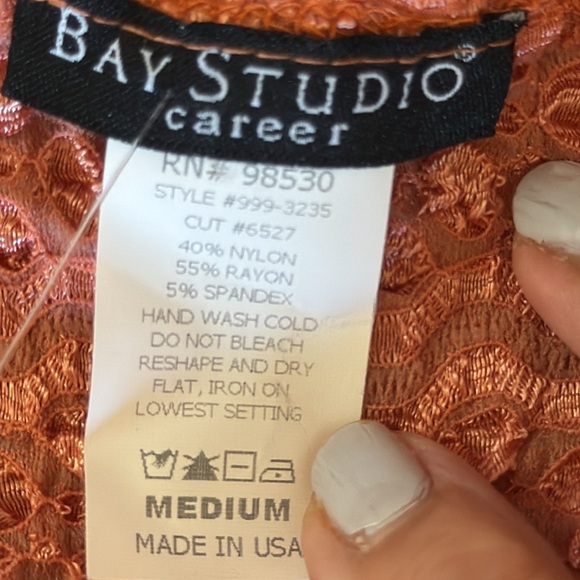 BAY STUDIO®
career
RN# 98530
STYLE #999-3235
CUT #6527
40% NYLON
55% RAYON
5% SPANDEX
HAND WASH COLD
DO NOT BLEACH
RESHAPE AND DRY
FLAT, IRON ON
LOWEST SETTING
MEDIUM
MADE IN USA